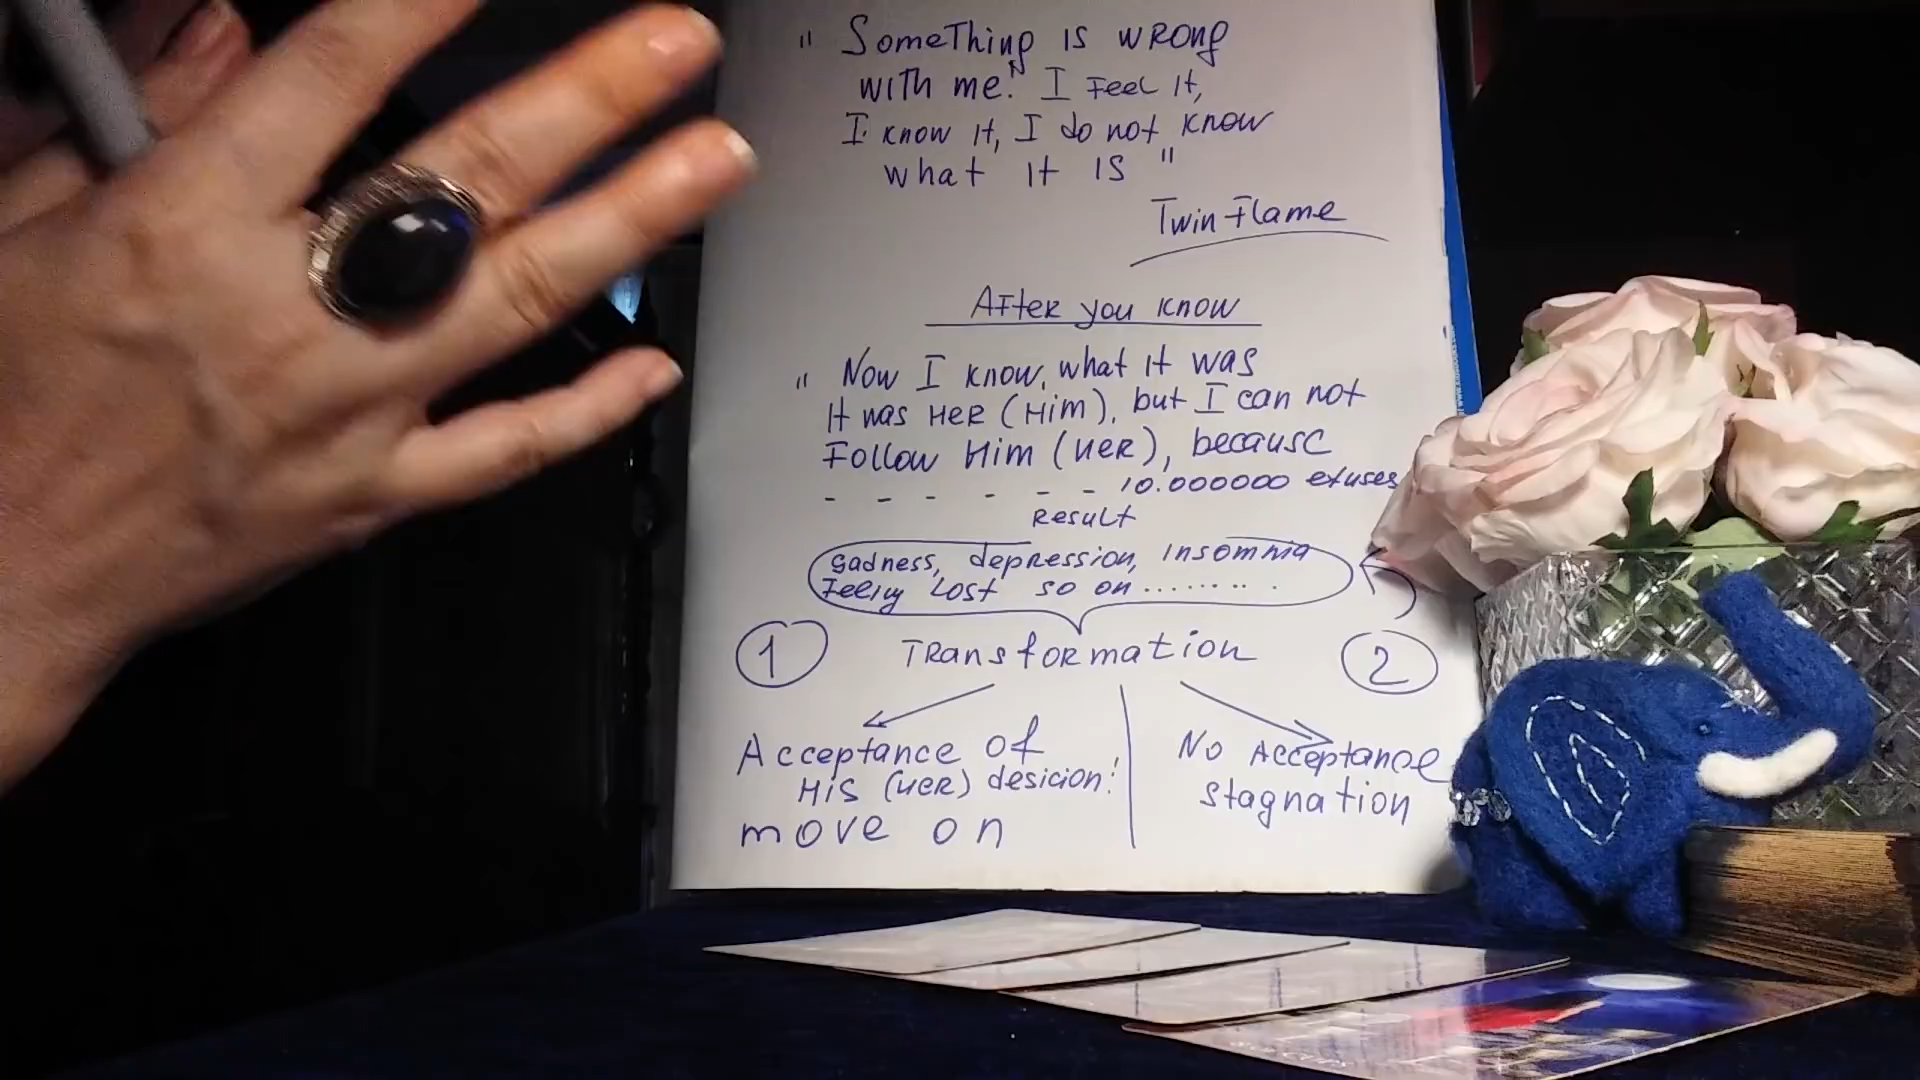 " Something is wrong
with me." I feel it,
I know it, I do not know
what it is "
Twin Flame
After you know
" Now I know, what it was
It was Her (Him), but I can not
Follow Him (Her), because
- - - - - - 10.000000 exuses
Result
sadness, depression, insomnia
Feeliy Lost so on .........
1 Transformation 2
Acceptance of
His (Her) desicion!
move on
No Acceptance
stagnation